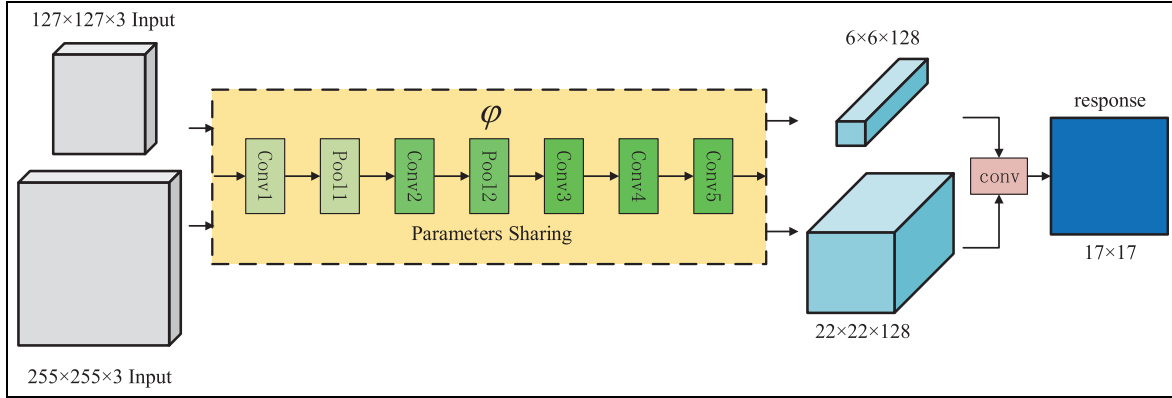 127×127×3 Input
6×6×128
φ
response
Conv1
Pool1
Conv2
Pool2
Conv3
Conv4
Conv5
conv
Parameters Sharing
17×17
22×22×128
255×255×3 Input